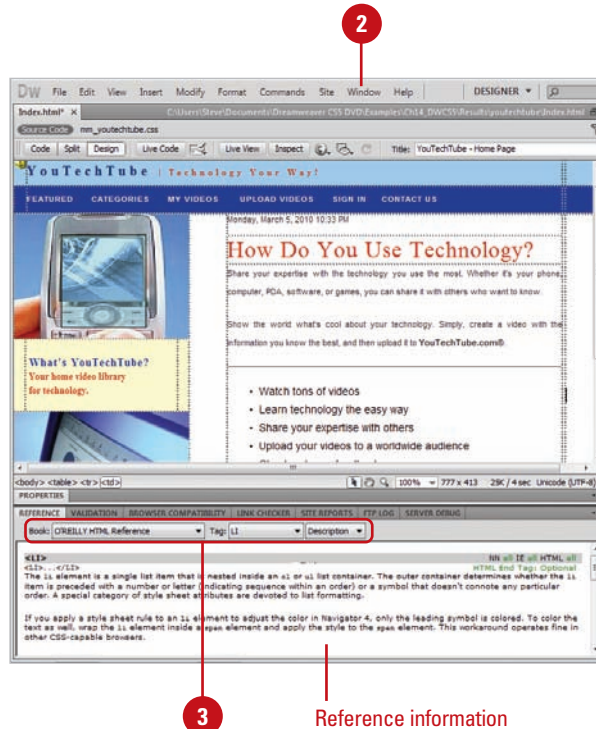 2
DW File Edit View Insert Modify Format Commands Site Window Help DESIGNER
Index.html* × C:\Users\Steve\Documents\Dreamweaver CS5 DVD\Examples\Ch14_DWCS5\Results\youtechtube\Index.html
Source Code mm_youtechtube.css
Code Split Design Live Code Live View Inspect Title: YouTechTube - Home Page
YouTechTube | Technology Your Way!
FEATURED CATEGORIES MY VIDEOS UPLOAD VIDEOS SIGN IN CONTACT US
Monday, March 5, 2010 10:33 PM
How Do You Use Technology?
Share your expertise with the technology you use the most. Whether it's your phone,
computer, PDA, software, or games, you can share it with others who want to know.
Show the world what's cool about your technology. Simply, create a video with the
information you know the best, and then upload it to YouTechTube.com®.
What's YouTechTube?
Your home video library
for technology.
• Watch tons of videos
• Learn technology the easy way
• Share your expertise with others
• Upload your videos to a worldwide audience
<body> <table> <tr> <td> 100% 777 x 413 29K / 4 sec Unicode (UTF-8)
PROPERTIES
REFERENCE VALIDATION BROWSER COMPATIBILITY LINK CHECKER SITE REPORTS FTP LOG SERVER DEBUG
Book: O'REILLY HTML Reference Tag: LI Description
<LI> NN all IE all HTML all
<LI>...</LI> HTML End Tag: Optional
The li element is a single list item that is nested inside an ol or ul list container. The outer container determines whether the li
item is preceded with a number or letter (indicating sequence within an order) or a symbol that doesn't connote any particular
order. A special category of style sheet attributes are devoted to list formatting.
If you apply a style sheet rule to an li element to adjust the color in Navigator 4, only the leading symbol is colored. To color the
text as well, wrap the li element inside a span element and apply the style to the span element. This workaround operates fine in
other CSS-capable browsers.
3
Reference information